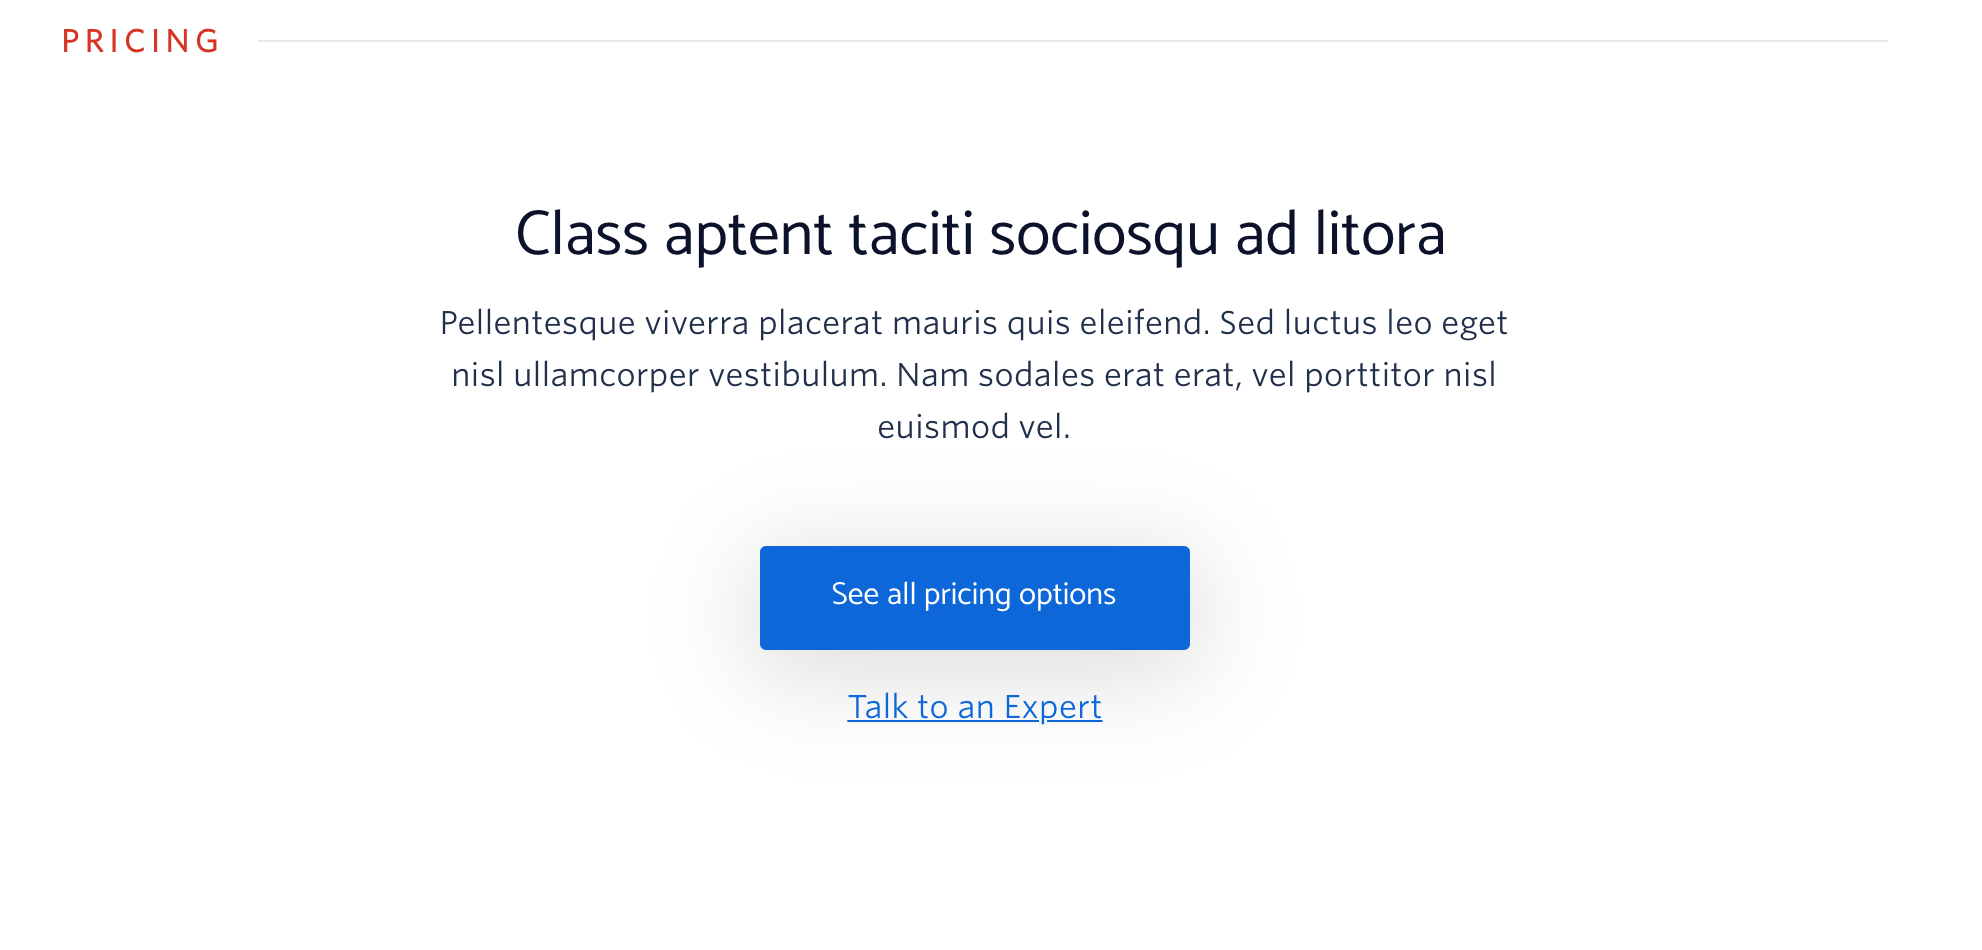 PRICING
Class aptent taciti sociosqu ad litora
Pellentesque viverra placerat mauris quis eleifend. Sed luctus leo eget
nisl ullamcorper vestibulum. Nam sodales erat erat, vel porttitor nisl
euismod vel.
See all pricing options
Talk to an Expert